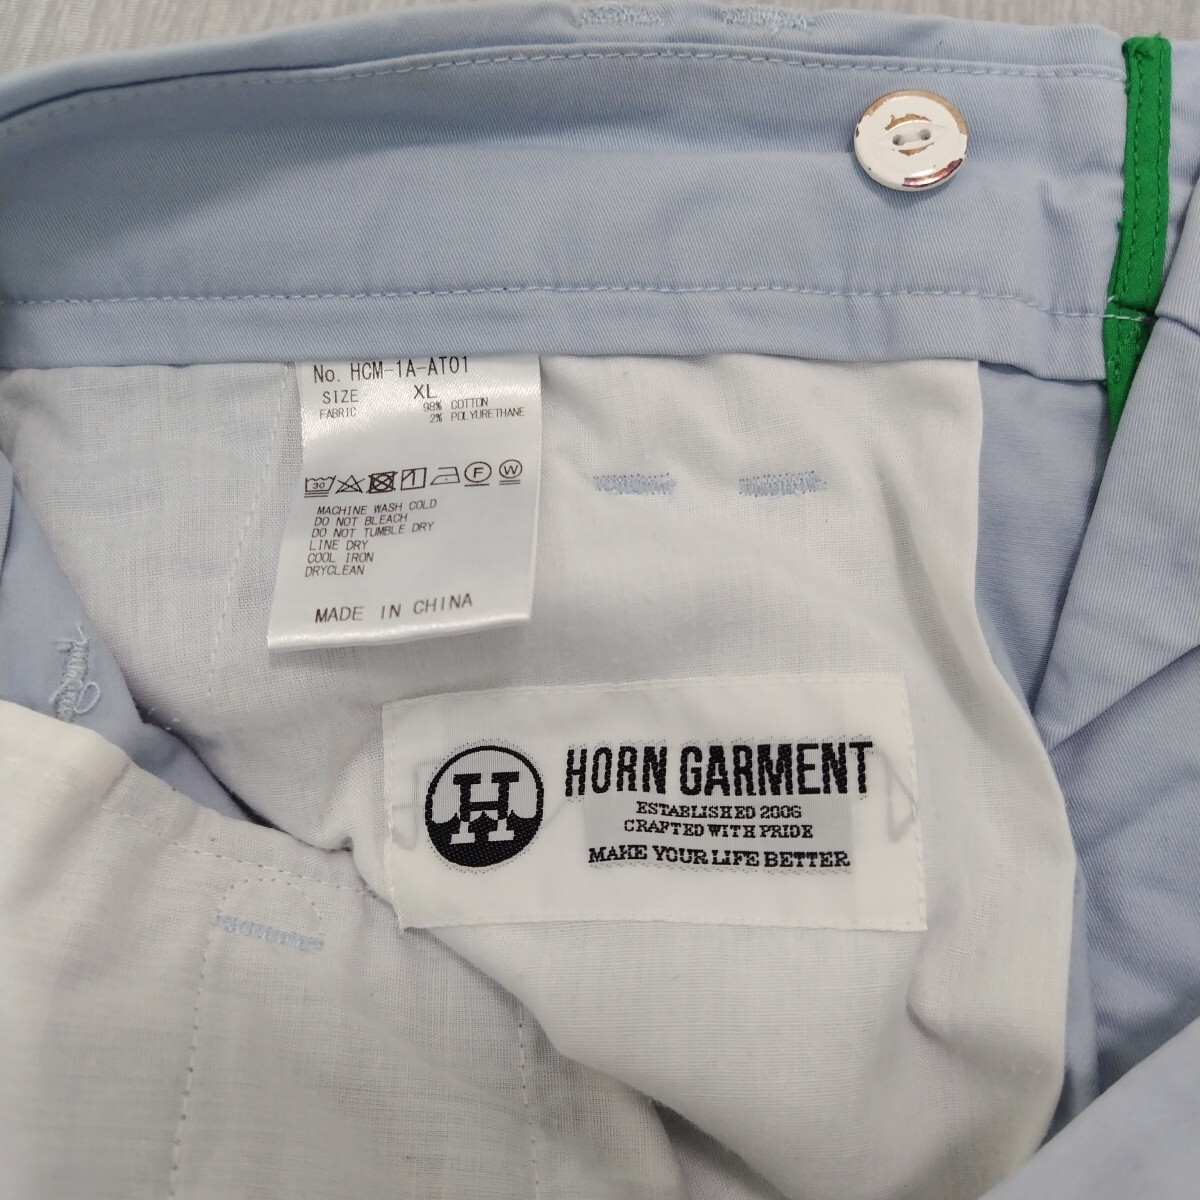 No. HCM-1A-AT01
SIZE XL
FABRIC 98% COTTON
2% POLYURETHANE
30 1 F W
MACHINE WASH COLD
DO NOT BLEACH
DO NOT TUMBLE DRY
LINE DRY
COOL IRON
DRYCLEAN
MADE IN CHINA
H
HORN GARMENT
ESTABLISHED 2006
CRAFTED WITH PRIDE
MAKE YOUR LIFE BETTER